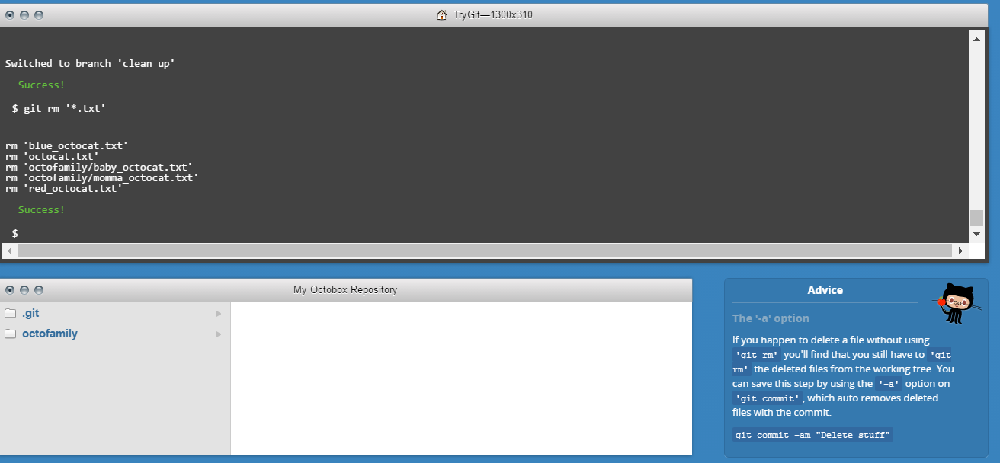 TryGit—1300x310
Switched to branch 'clean_up'
Success!
$ git rm '*.txt'
rm 'blue_octocat.txt'
rm 'octocat.txt'
rm 'octofamily/baby_octocat.txt'
rm 'octofamily/momma_octocat.txt'
rm 'red_octocat.txt'
Success!
$
My Octobox Repository
.git
octofamily
Advice
The '-a' option
If you happen to delete a file without using
'git rm' you'll find that you still have to 'git
rm' the deleted files from the working tree. You
can save this step by using the '-a' option on
'git commit', which auto removes deleted
files with the commit.
git commit -am "Delete stuff"